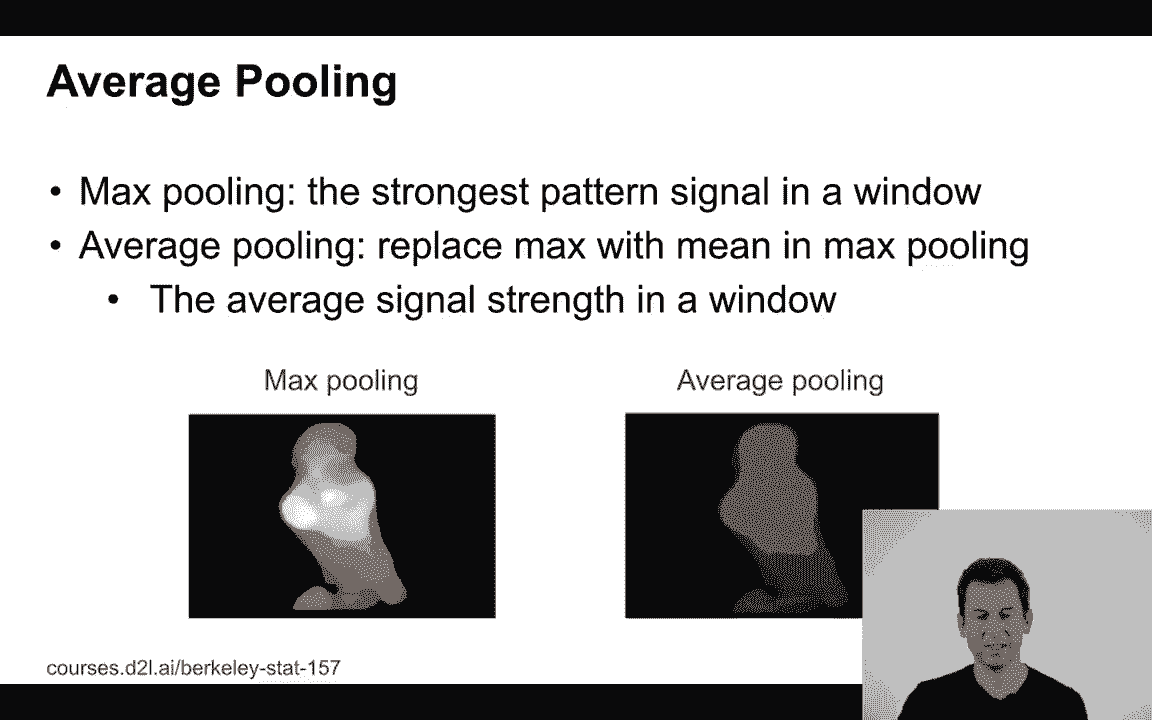 Average Pooling
• Max pooling: the strongest pattern signal in a window
• Average pooling: replace max with mean in max pooling
• The average signal strength in a window
Max pooling
Average pooling
courses.d2l.ai/berkeley-stat-157